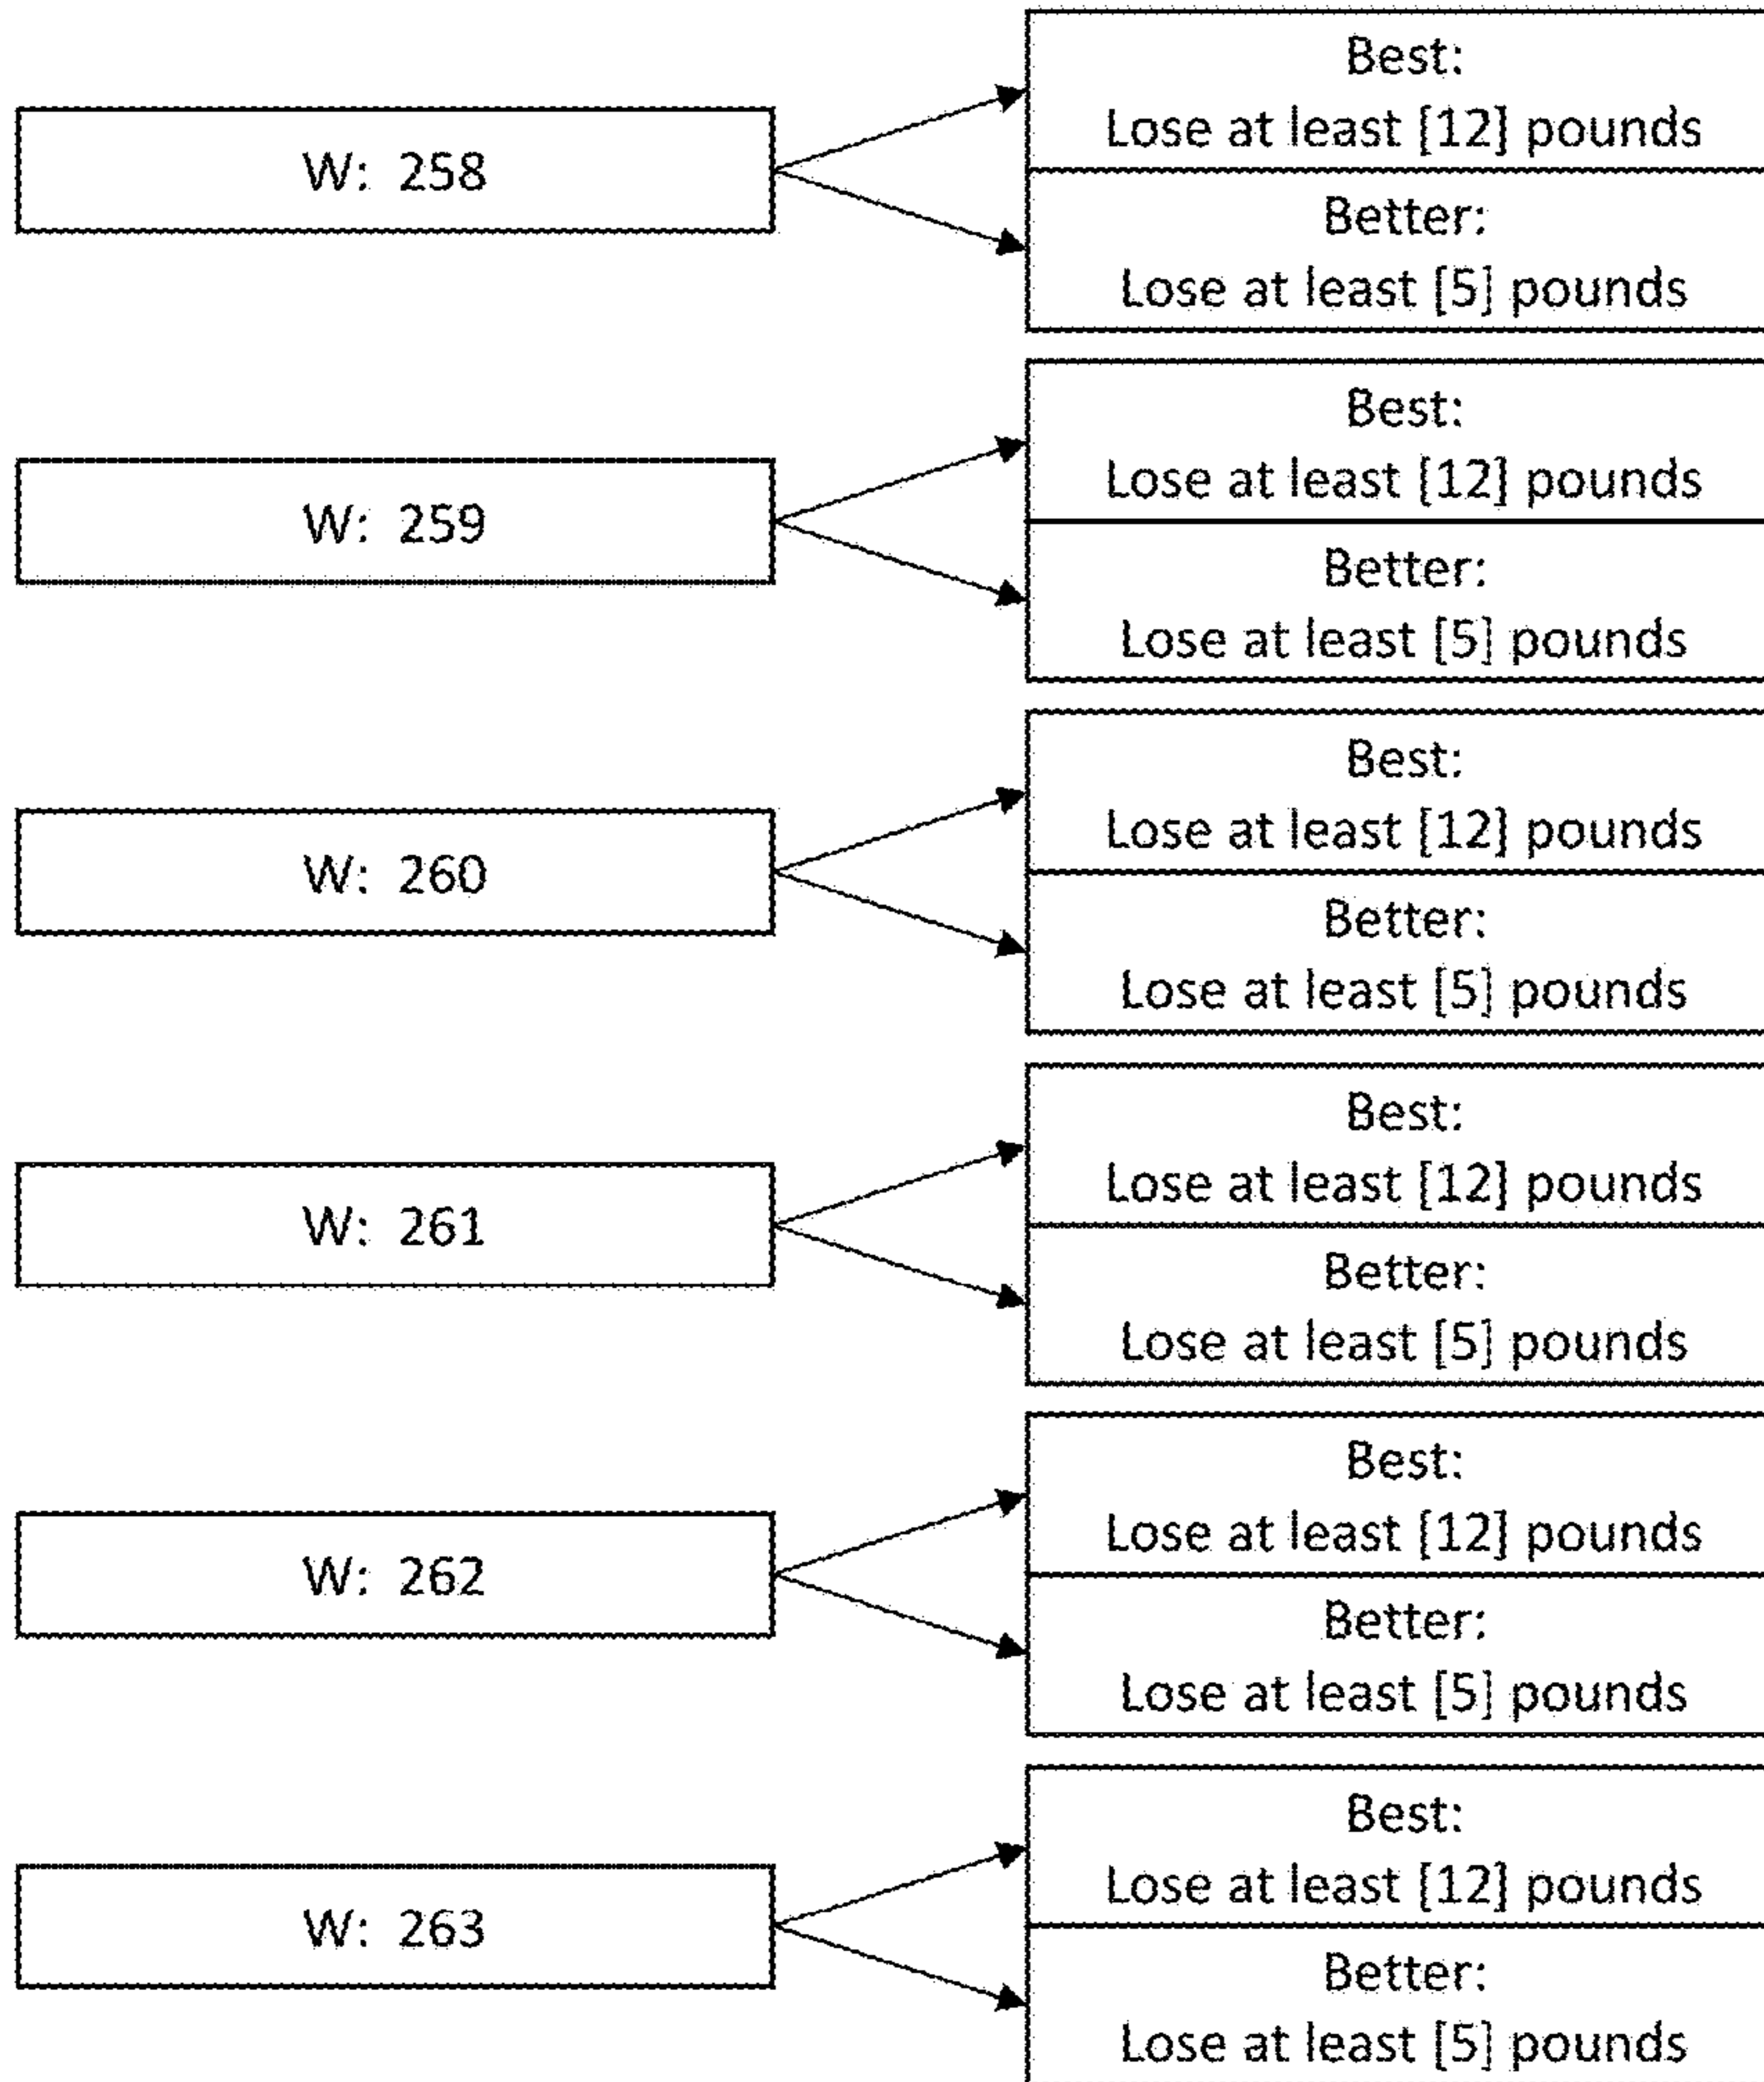 W: 258
Best:
Lose at least [12] pounds
Better:
Lose at least [5] pounds
W: 259
Best:
Lose at least [12] pounds
Better:
Lose at least [5] pounds
W: 260
Best:
Lose at least [12] pounds
Better:
Lose at least [5] pounds
W: 261
Best:
Lose at least [12] pounds
Better:
Lose at least [5] pounds
W: 262
Best:
Lose at least [12] pounds
Better:
Lose at least [5] pounds
W: 263
Best:
Lose at least [12] pounds
Better:
Lose at least [5] pounds